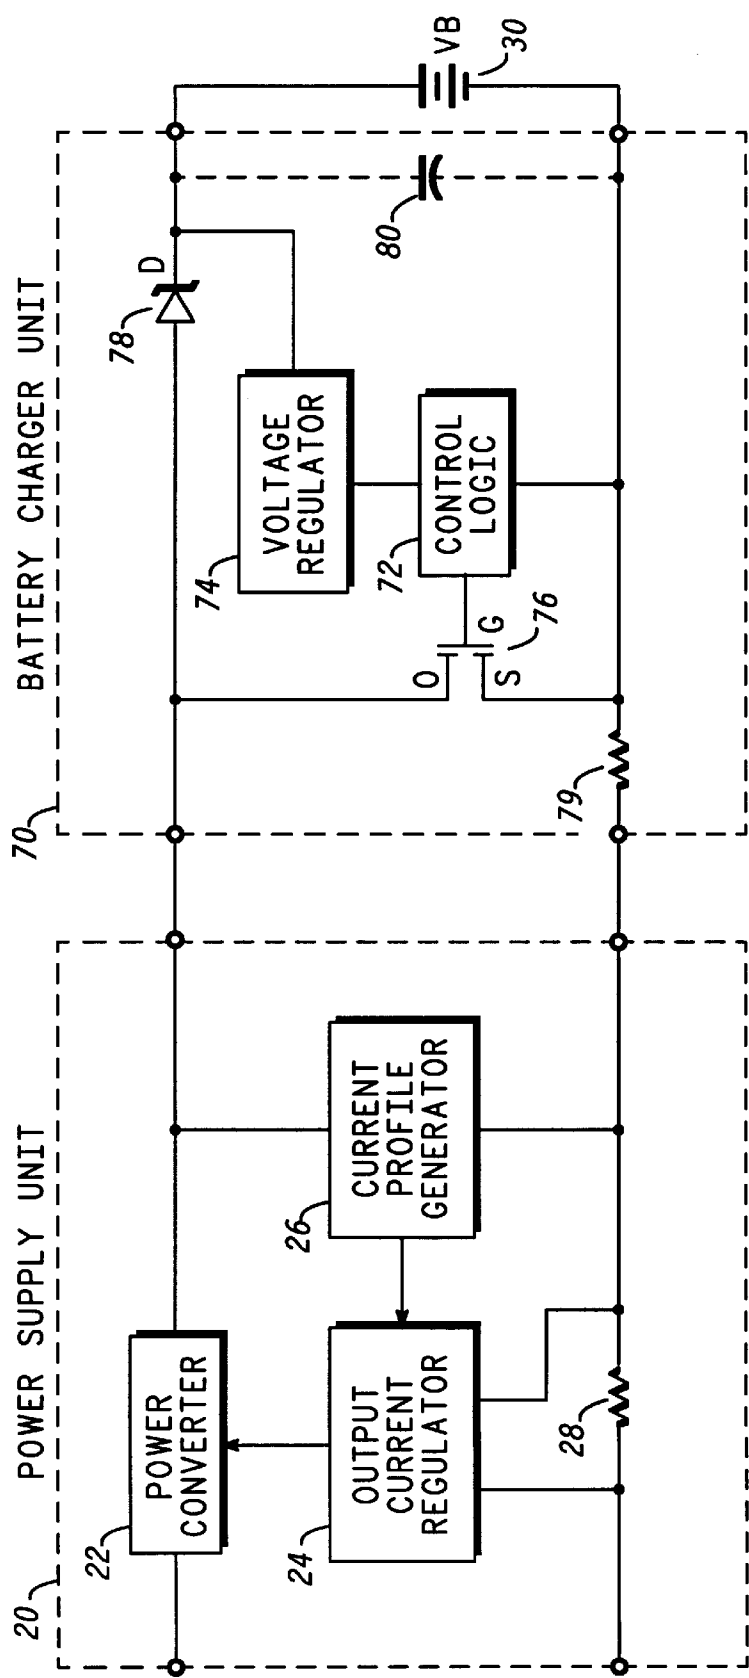 POWER SUPPLY UNIT
20
22
POWER
CONVERTER
24
OUTPUT
CURRENT
REGULATOR
26
CURRENT
PROFILE
GENERATOR
28
BATTERY CHARGER UNIT
70
78
D
74
VOLTAGE
REGULATOR
72
CONTROL
LOGIC
O
G
S
76
79
80
VB
30